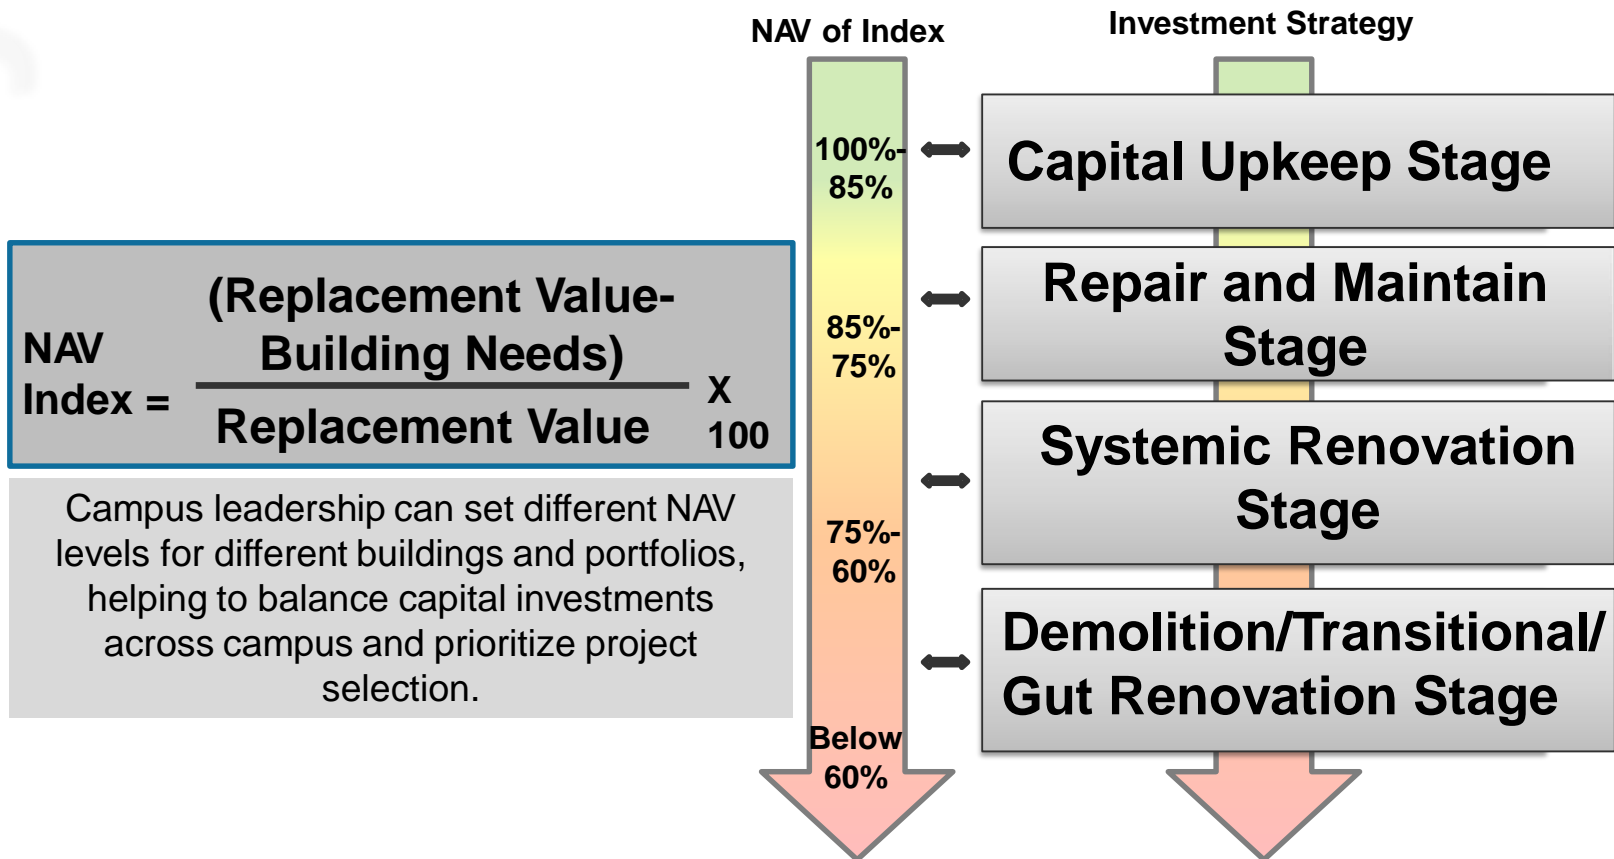 NAV of Index
Investment Strategy
100%-
85%
Capital Upkeep Stage
85%-
75%
Repair and Maintain
Stage
75%-
60%
Systemic Renovation
Stage
Below
60%
Demolition/Transitional/
Gut Renovation Stage
NAV
Index =
(Replacement Value-
Building Needs)
Replacement Value
X
100
Campus leadership can set different NAV
levels for different buildings and portfolios,
helping to balance capital investments
across campus and prioritize project
selection.